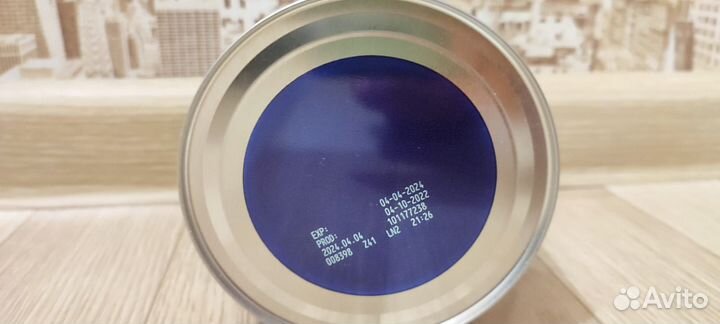 EXP: 04-04-2024
PROD: 04-10-2022
2024.04.04 101177238
008398 Z41 LN2 21:26
Avito